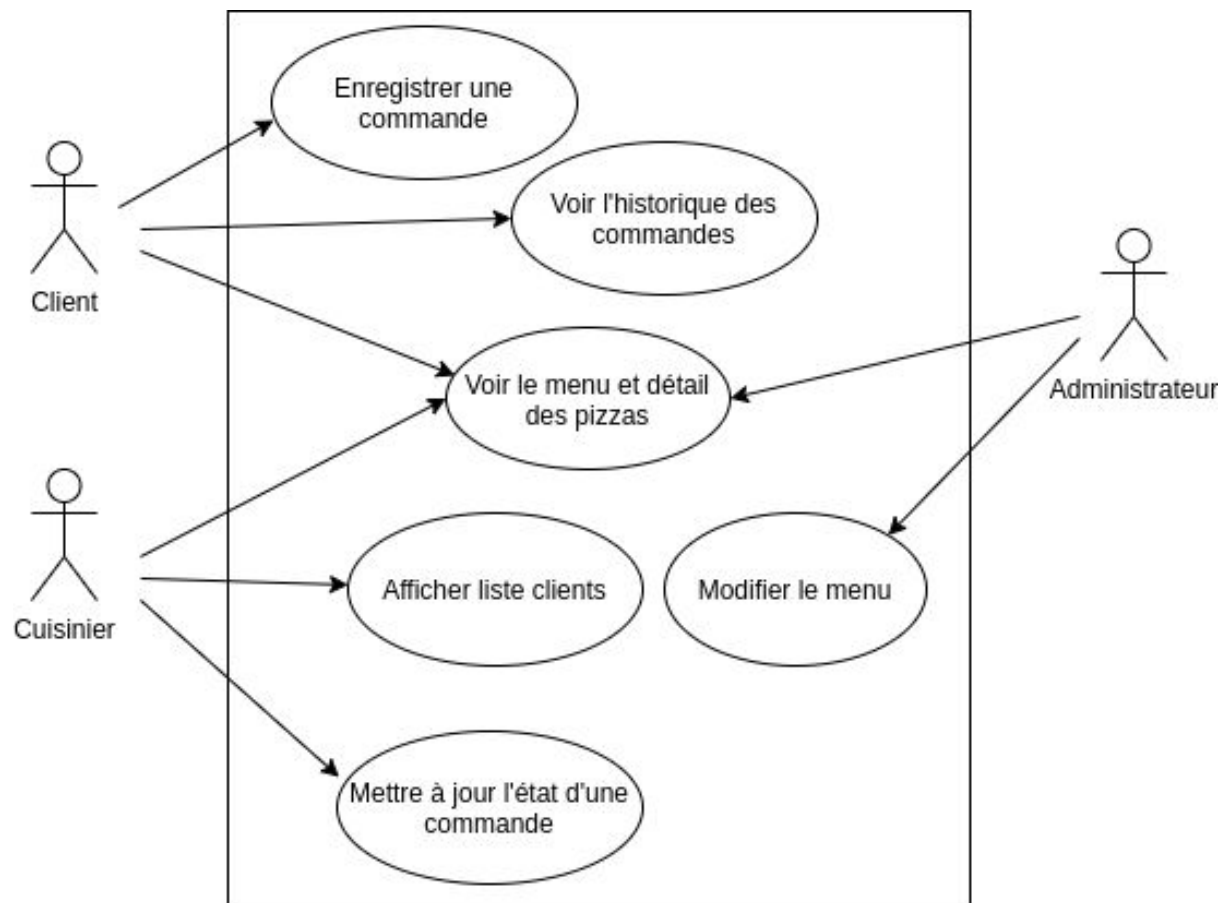 Enregistrer une
commande
Voir l'historique des
commandes
Client
Voir le menu et détail
des pizzas
Administrateur
Afficher liste clients
Modifier le menu
Cuisinier
Mettre à jour l'état d'une
commande